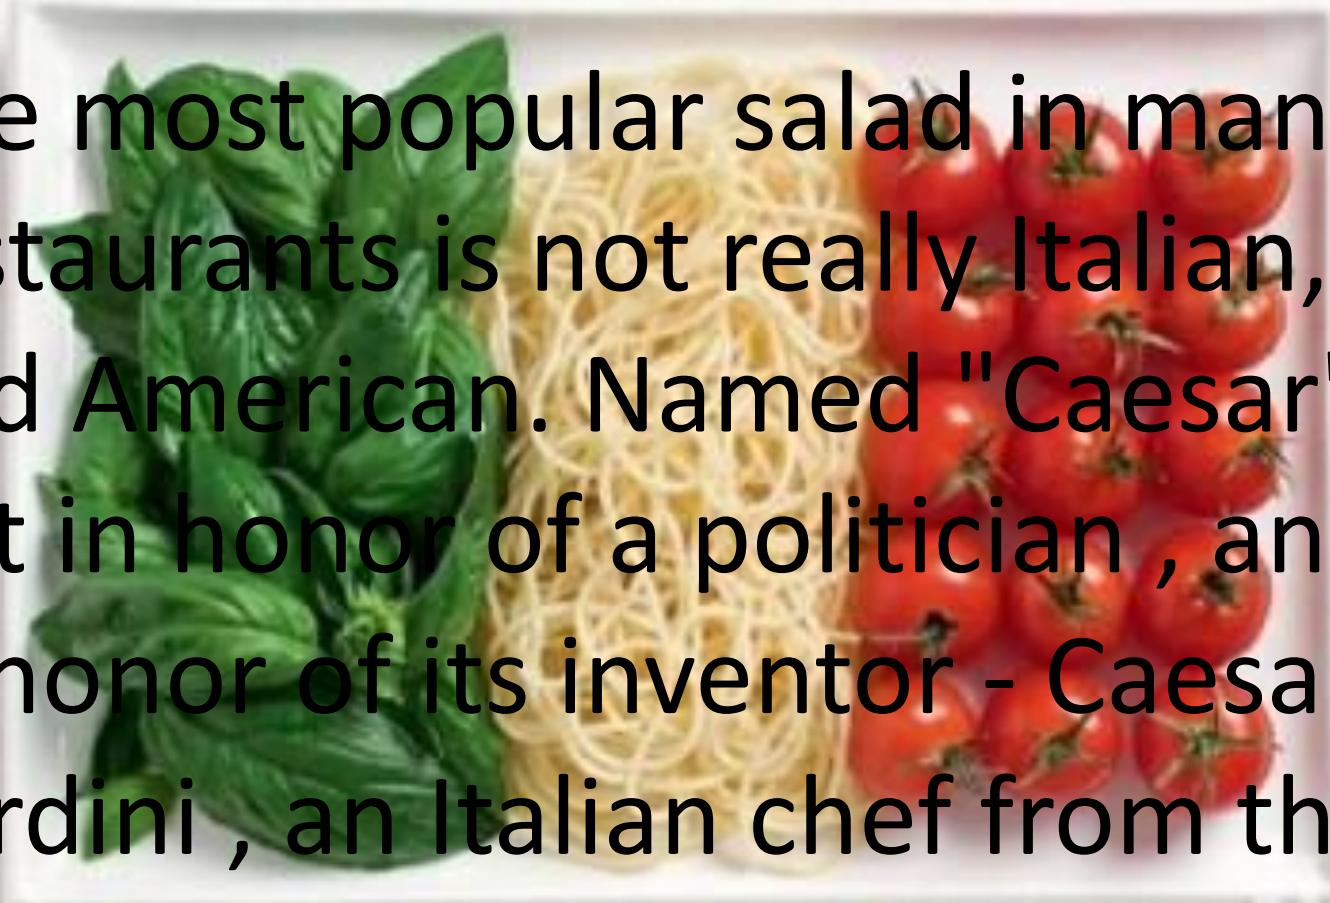 e most popular salad in man
staurants is not really Italian,
d American. Named "Caesar"
t in honor of a politician , an
honor of its inventor - Caesa
rdini , an Italian chef from th